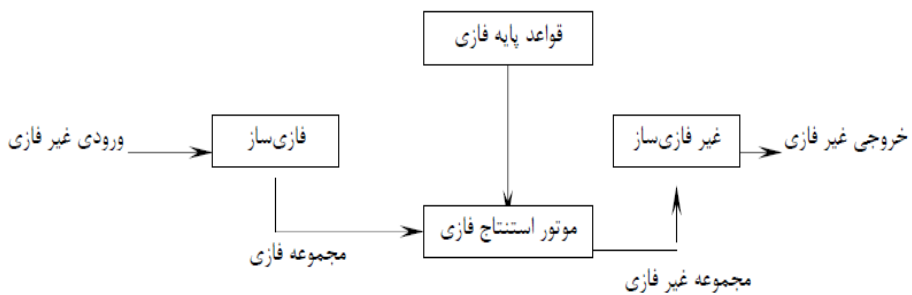 قواعد پایه فازی
ورودی غیر فازی
فازی‌ساز
غیر فازی‌ساز
خروجی غیر فازی
موتور استنتاج فازی
مجموعه فازی
مجموعه غیر فازی